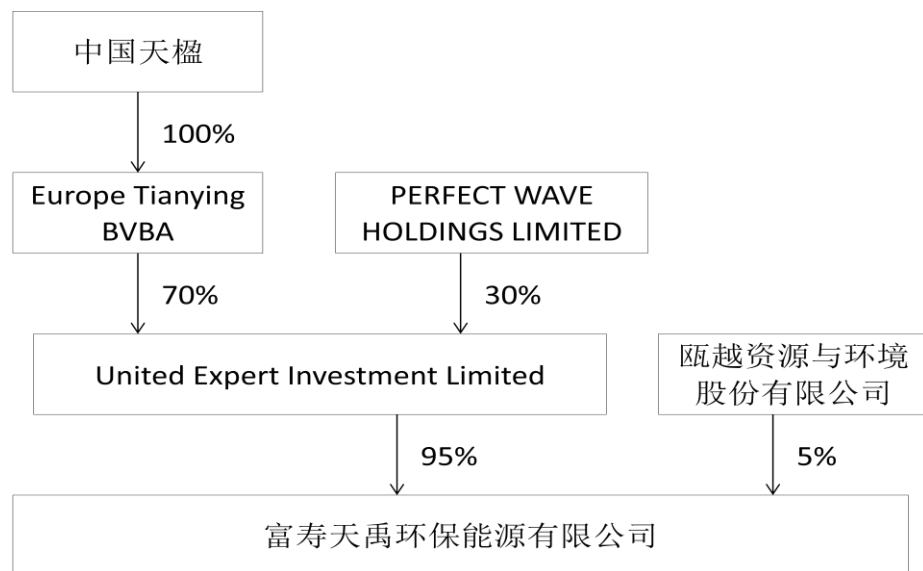 中国天楹
100%
Europe Tianying
BVBA
PERFECT WAVE
HOLDINGS LIMITED
70%
30%
United Expert Investment Limited
瓯越资源与环境
股份有限公司
95%
5%
富寿天禹环保能源有限公司